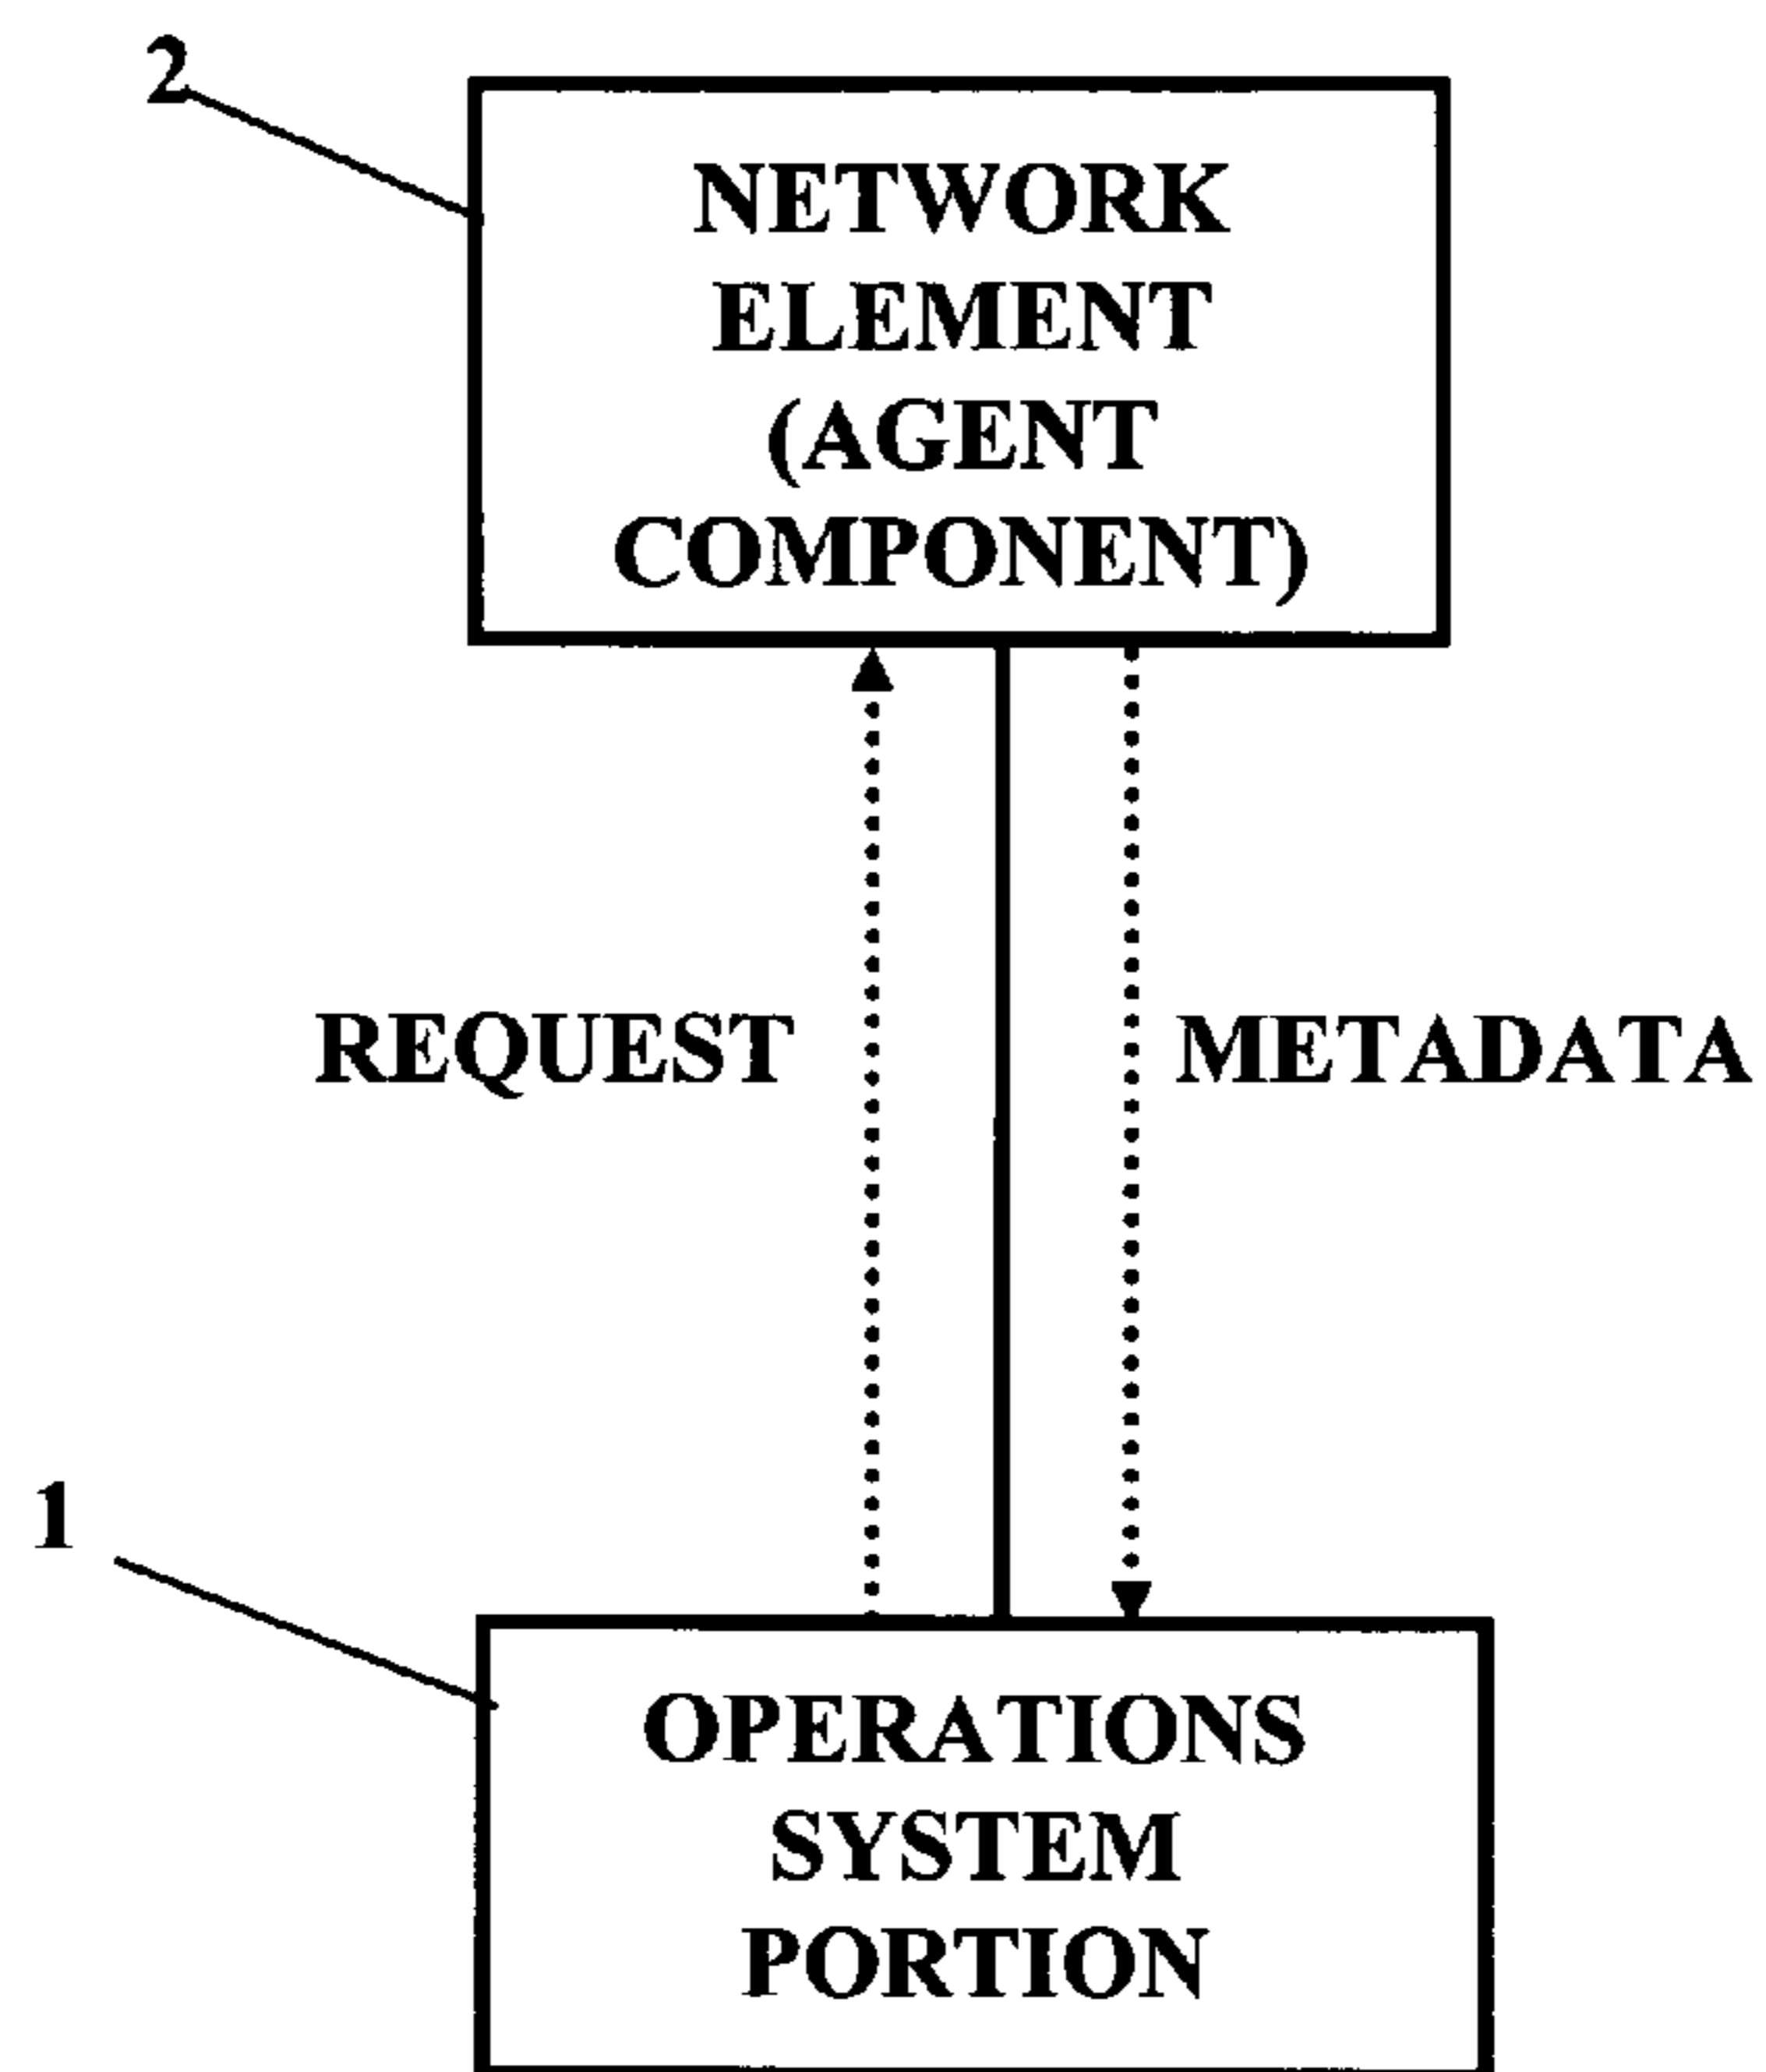 2
NETWORK
ELEMENT
(AGENT
COMPONENT)
REQUEST
METADATA
1
OPERATIONS
SYSTEM
PORTION